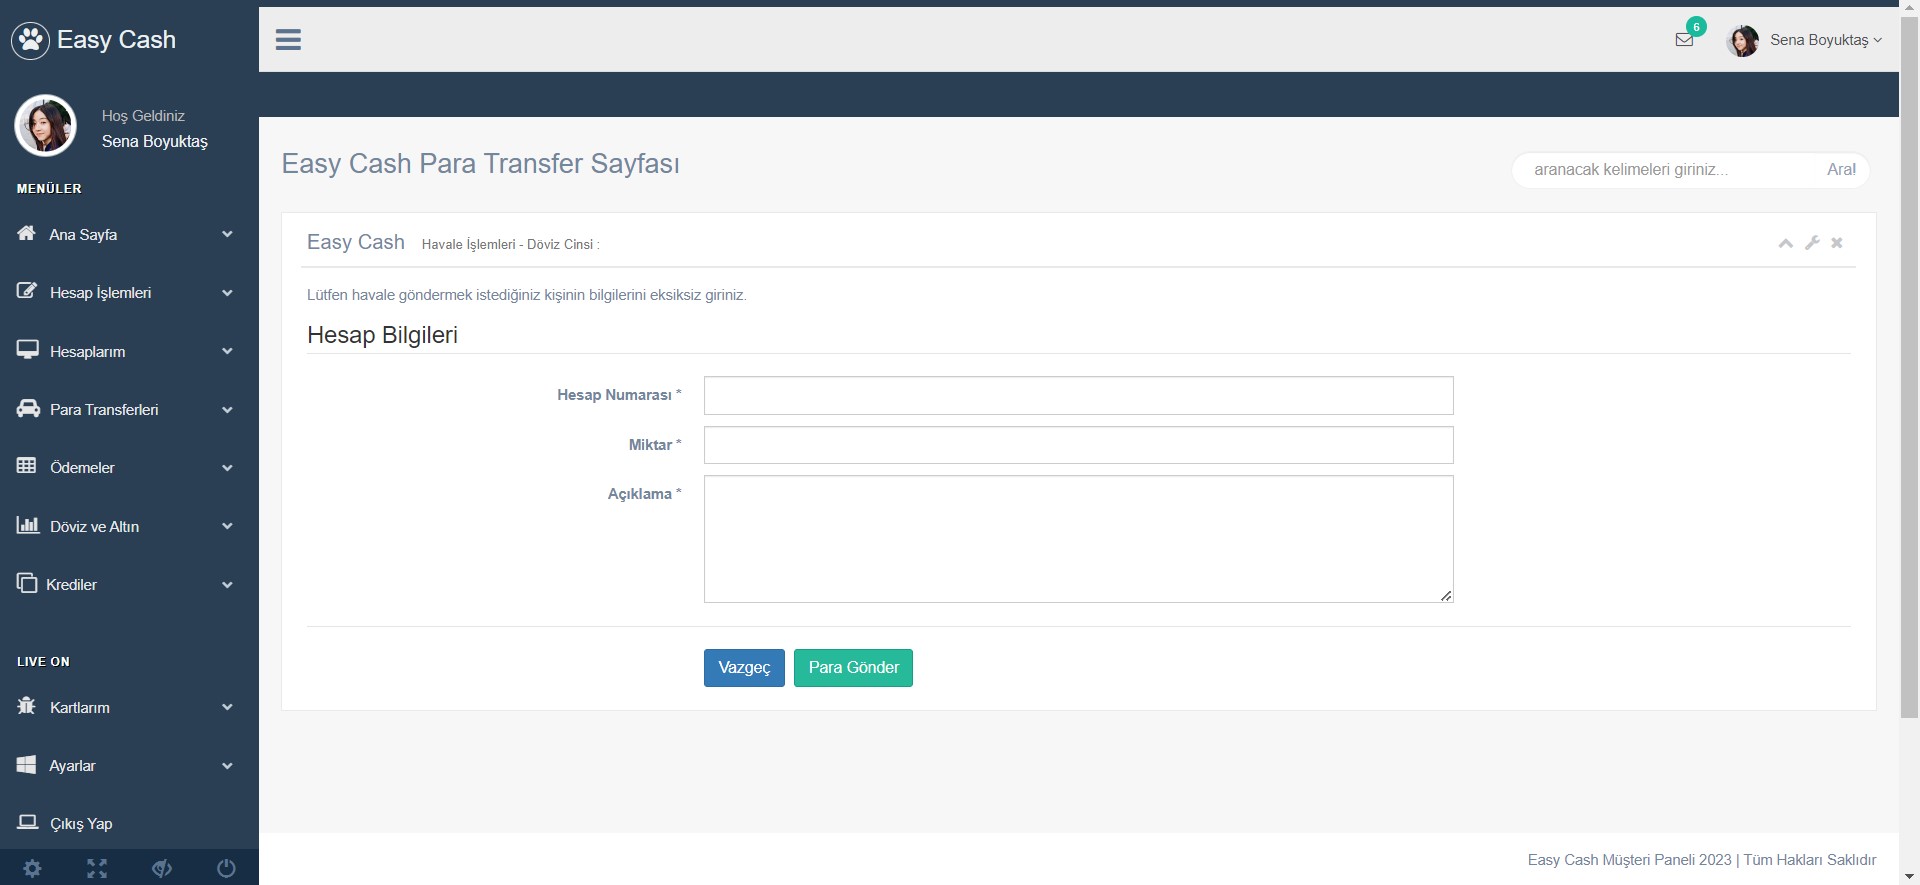 Easy Cash
6
Sena Boyuktaş
Hoş Geldiniz
Sena Boyuktaş
MENÜLER
Ana Sayfa
Hesap İşlemleri
Hesaplarım
Para Transferleri
Ödemeler
Döviz ve Altın
Krediler
LIVE ON
Kartlarım
Ayarlar
Çıkış Yap
Easy Cash Para Transfer Sayfası
aranacak kelimeleri giriniz... Ara!
Easy Cash Havale İşlemleri - Döviz Cinsi :
Lütfen havale göndermek istediğiniz kişinin bilgilerini eksiksiz giriniz.
Hesap Bilgileri
Hesap Numarası *
Miktar *
Açıklama *
Vazgeç Para Gönder
Easy Cash Müşteri Paneli 2023 | Tüm Hakları Saklıdır